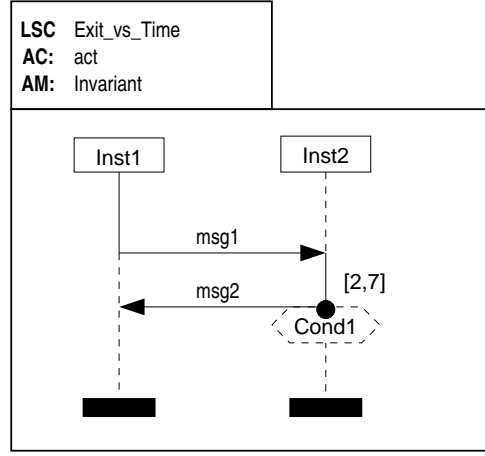 LSC Exit_vs_Time
AC: act
AM: Invariant
Inst1 Inst2
msg1
[2,7]
msg2
Cond1